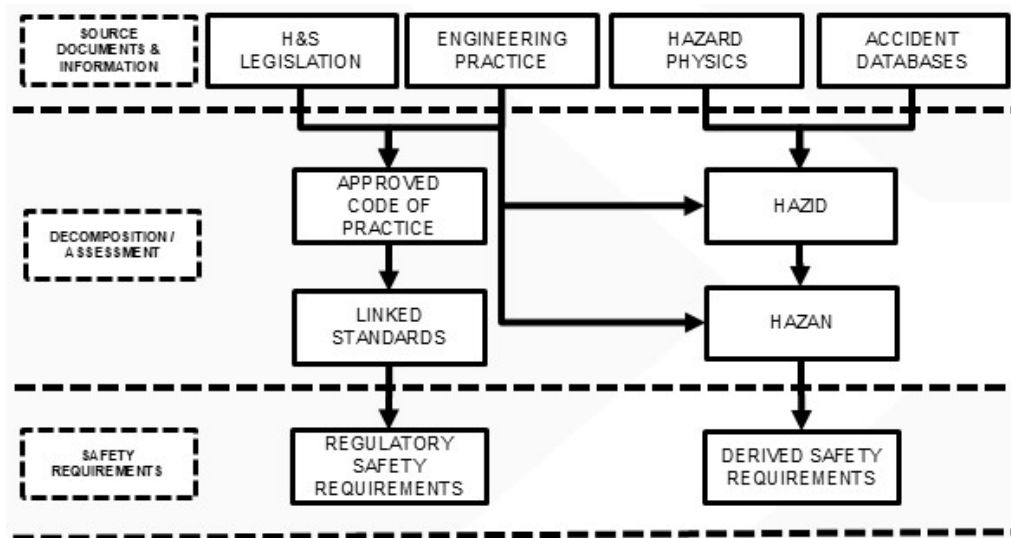 SOURCE
DOCUMENTS &
INFORMATION
H&S
LEGISLATION
ENGINEERING
PRACTICE
HAZARD
PHYSICS
ACCIDENT
DATABASES
DECOMPOSITION /
ASSESSMENT
APPROVED
CODE OF
PRACTICE
HAZID
LINKED
STANDARDS
HAZAN
SAFETY
REQUIREMENTS
REGULATORY
SAFETY
REQUIREMENTS
DERIVED SAFETY
REQUIREMENTS